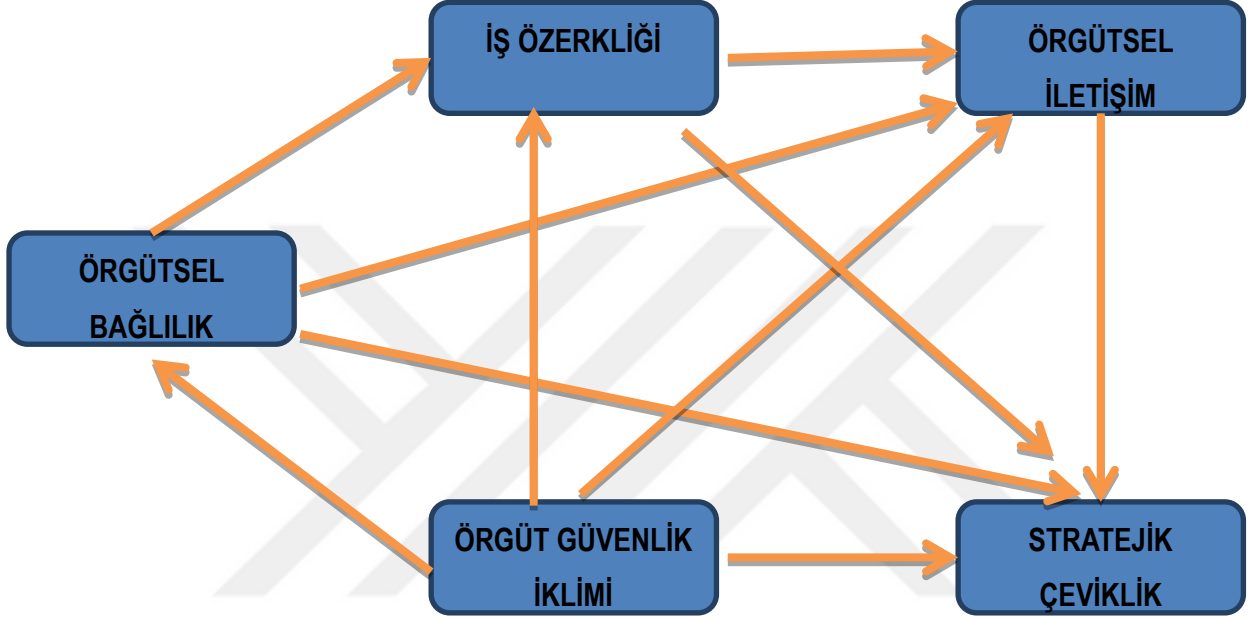 İŞ ÖZERKLİĞİ
ÖRGÜTSEL
İLETİŞİM
ÖRGÜTSEL
BAĞLILIK
ÖRGÜT GÜVENLİK
İKLİMİ
STRATEJİK
ÇEVİKLİK